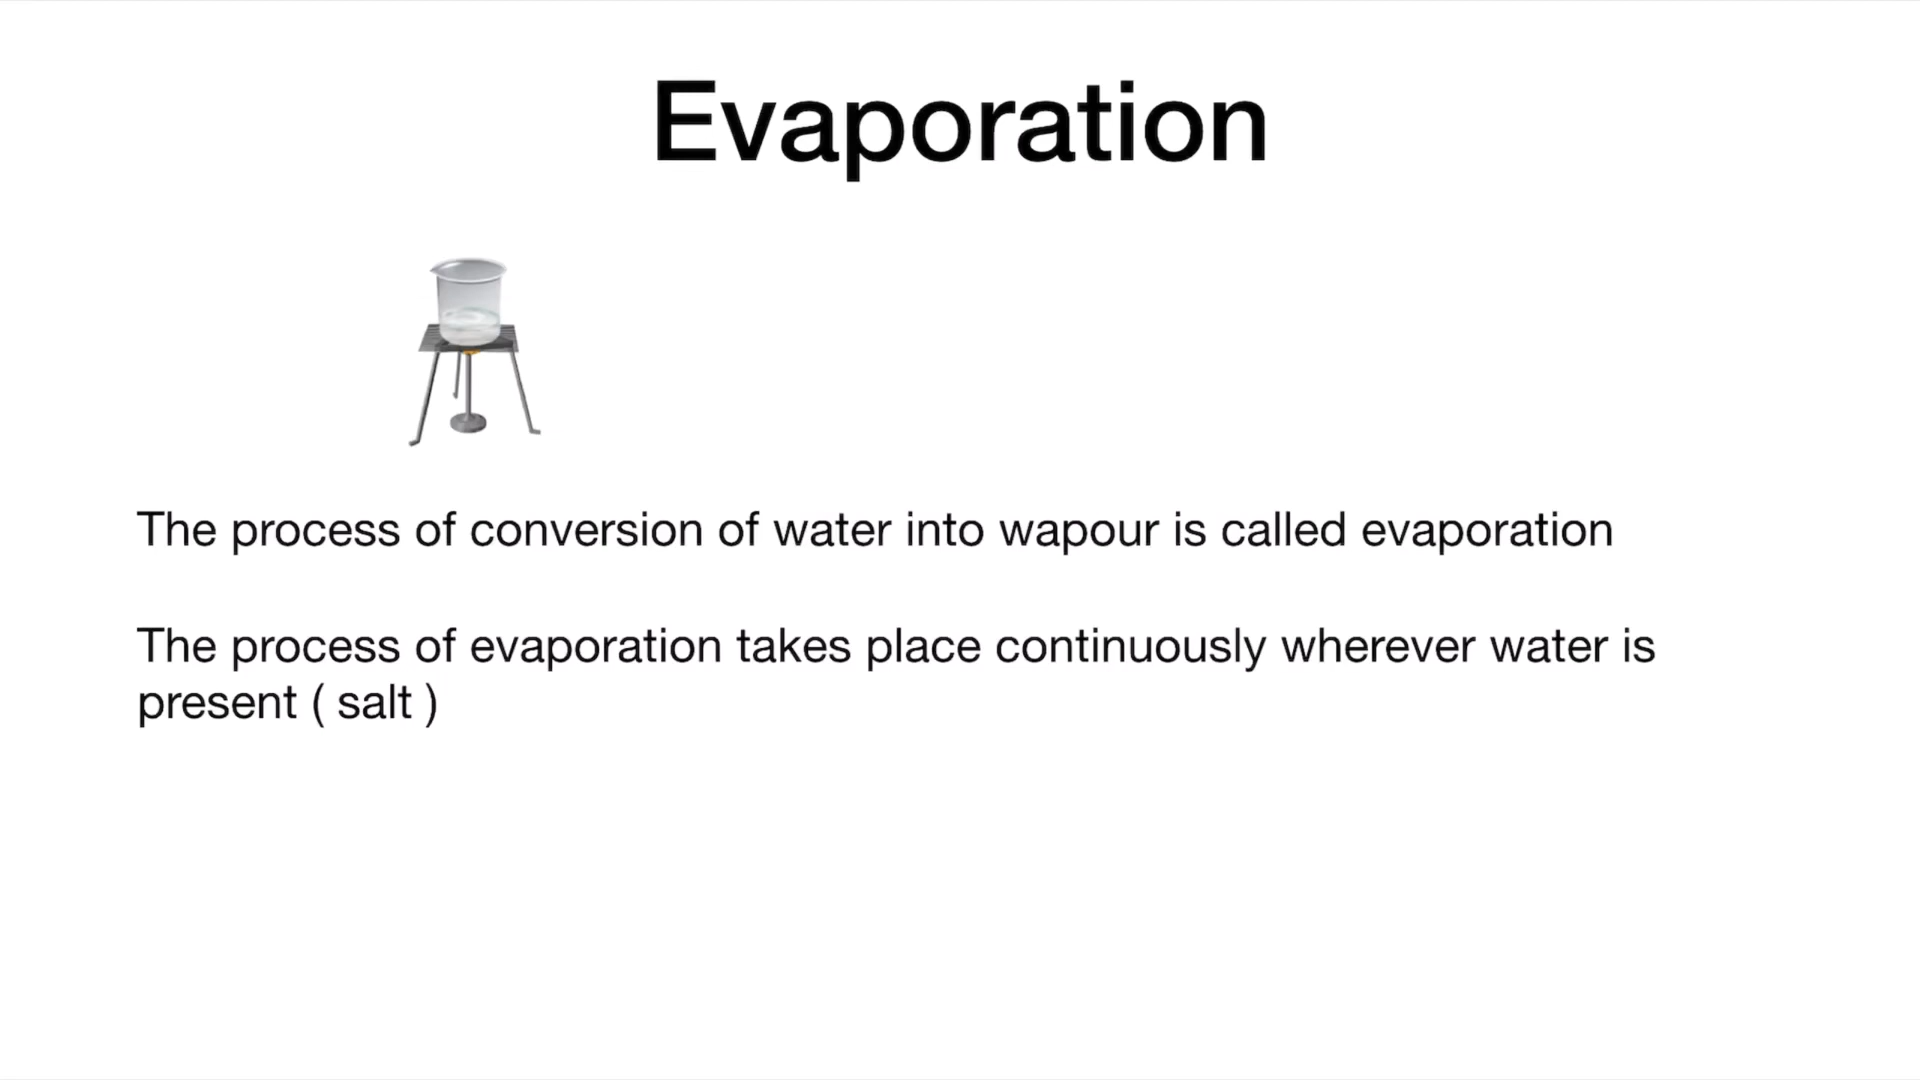 Evaporation
The process of conversion of water into wapour is called evaporation
The process of evaporation takes place continuously wherever water is
present ( salt )